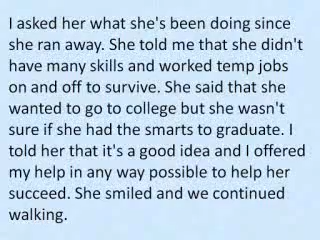 I asked her what she's been doing since
she ran away. She told me that she didn't
have many skills and worked temp jobs
on and off to survive. She said that she
wanted to go to college but she wasn't
sure if she had the smarts to graduate. I
told her that it's a good idea and I offered
my help in any way possible to help her
succeed. She smiled and we continued
walking.